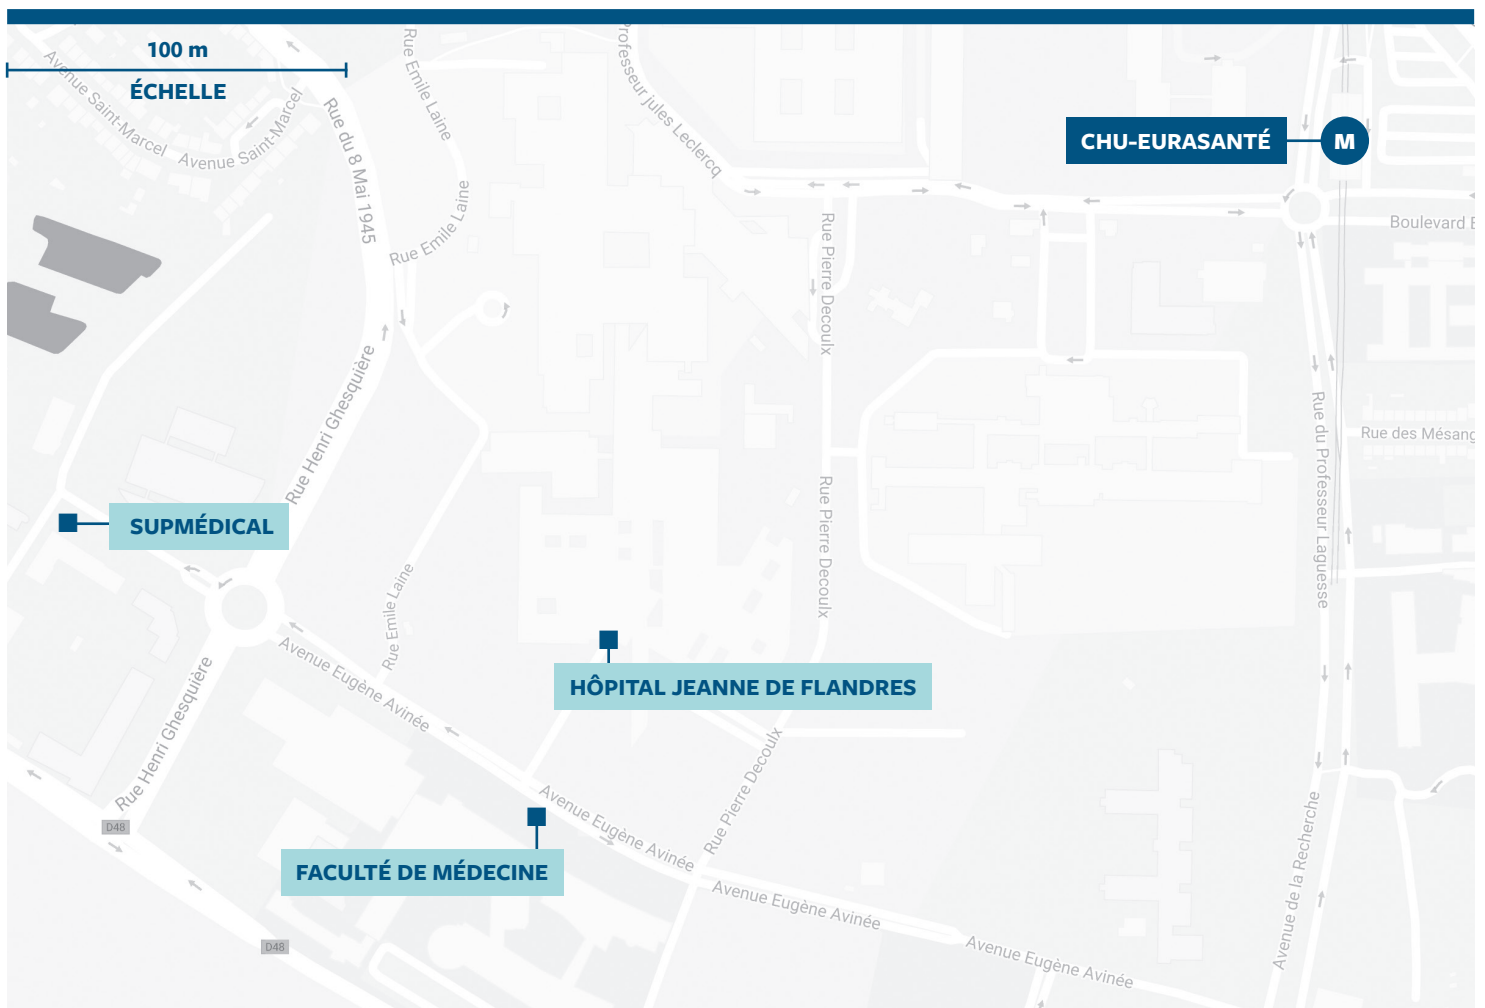 100 m
ÉCHELLE
Avenue Saint-Marcel
Avenue Saint-Marcel
Rue du 8 Mai 1945
Rue Emile Laine
Rue Emile Laine
Professeur jules Leclercq
CHU-EURASANTÉ
M
Boulevard E
Rue Pierre Decoulx
Rue Henri Ghesquière
Rue du Professeur Laguesse
Rue des Mésang
Rue Pierre Decoulx
SUPMÉDICAL
Rue Emile Laine
Avenue Eugène Avinée
HÔPITAL JEANNE DE FLANDRES
Rue Henri Ghesquière
Rue Pierre Decoulx
Avenue Eugène Avinée
D48
FACULTÉ DE MÉDECINE
Avenue Eugène Avinée
Avenue de la Recherche
D48
Avenue Eugène Avinée